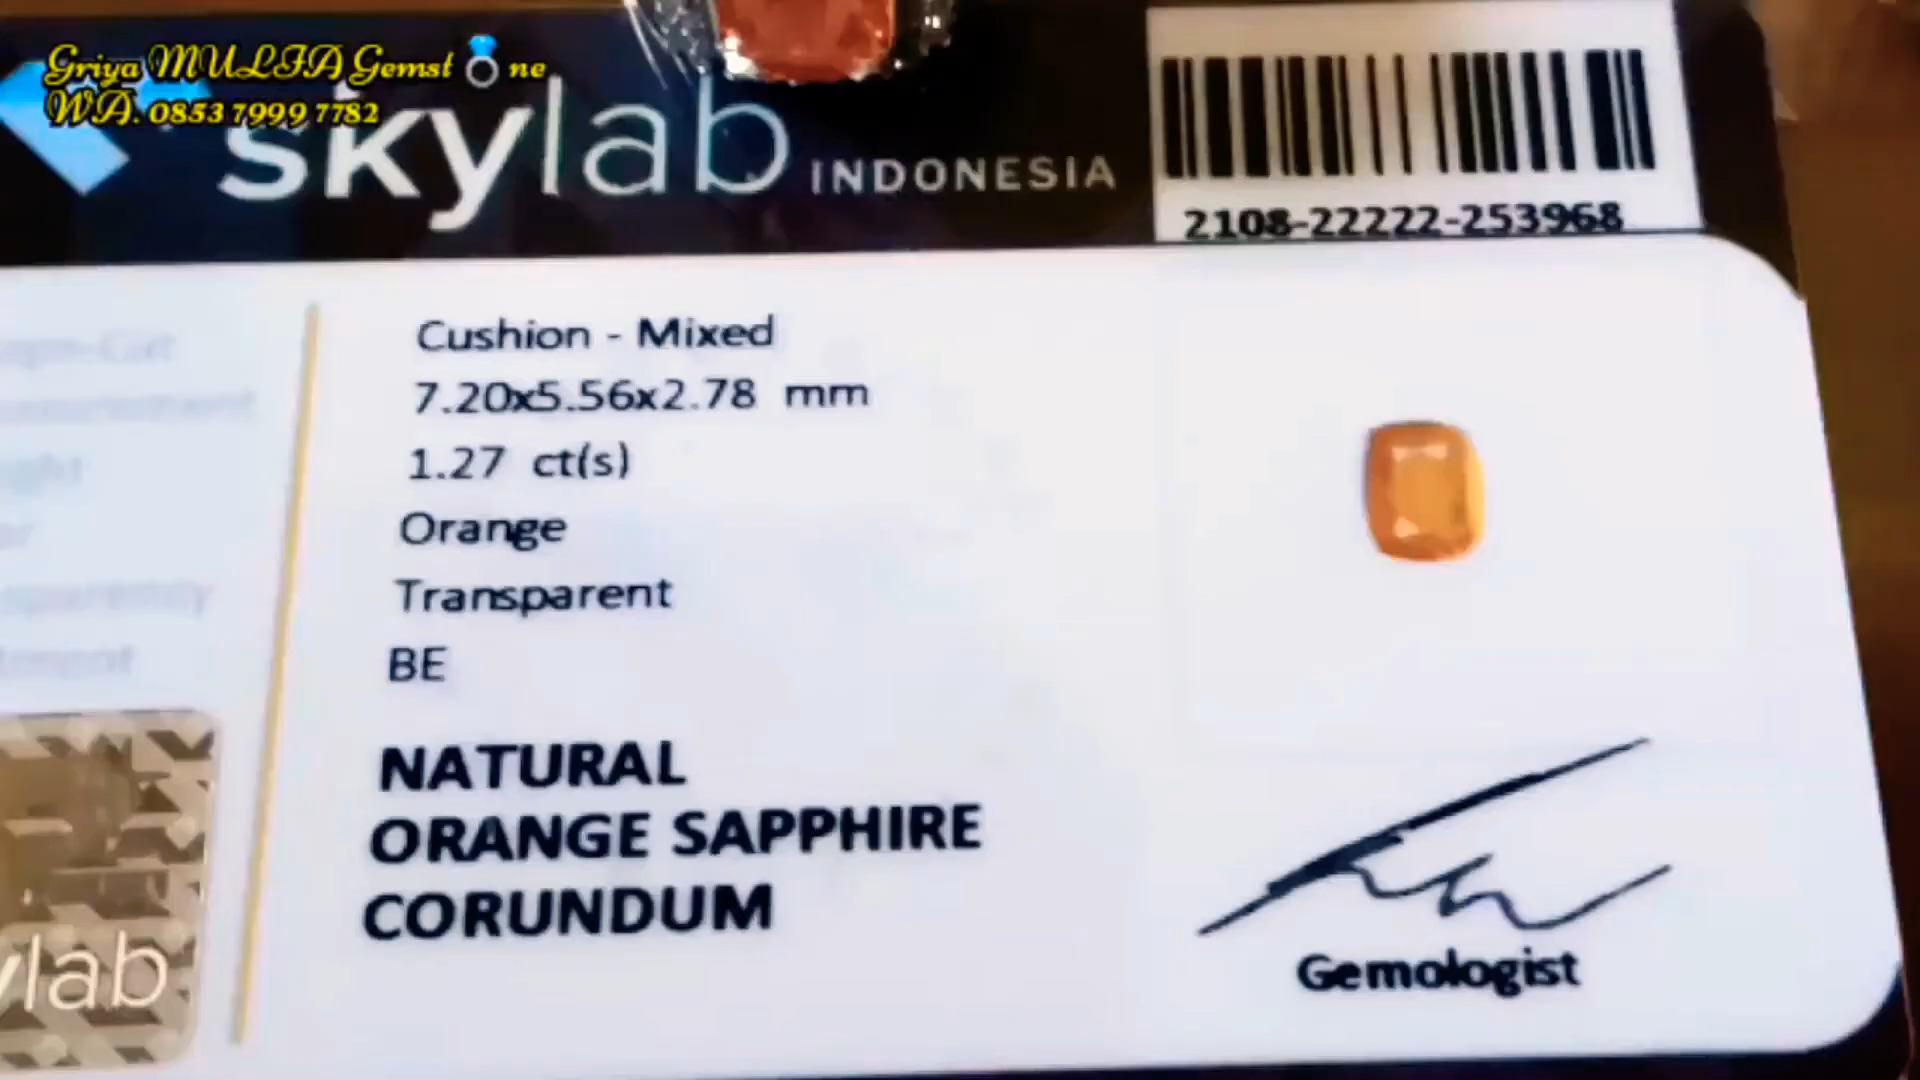 Griya MULIA Gemst💍ne
WA. 0853 7999 7782
skylab INDONESIA
2108-22222-253968
Cushion - Mixed
7.20x5.56x2.78 mm
1.27 ct(s)
Orange
Transparent
BE
NATURAL
ORANGE SAPPHIRE
CORUNDUM
ylab
Gemologist